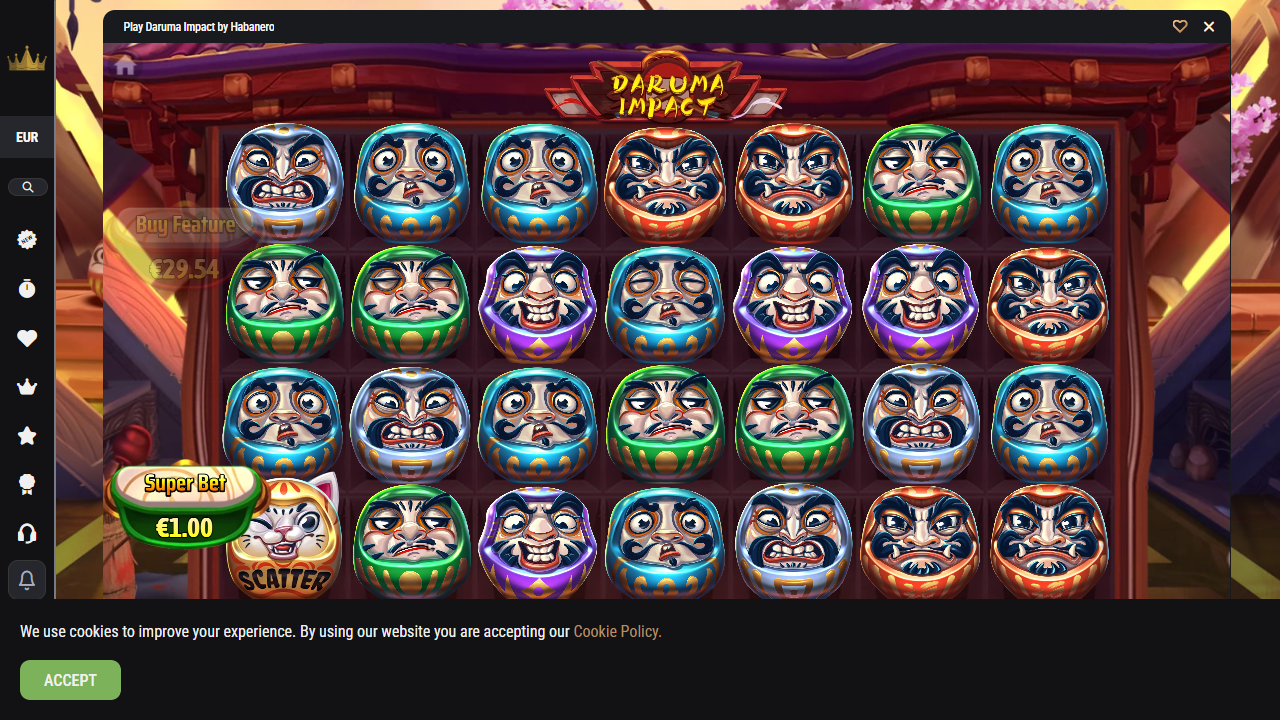 Play Daruma Impact by Habanero
DARUMA
IMPACT
EUR
NEW
Buy Feature
€29.54
Super Bet
€1.00
SCATTER
We use cookies to improve your experience. By using our website you are accepting our Cookie Policy.
ACCEPT